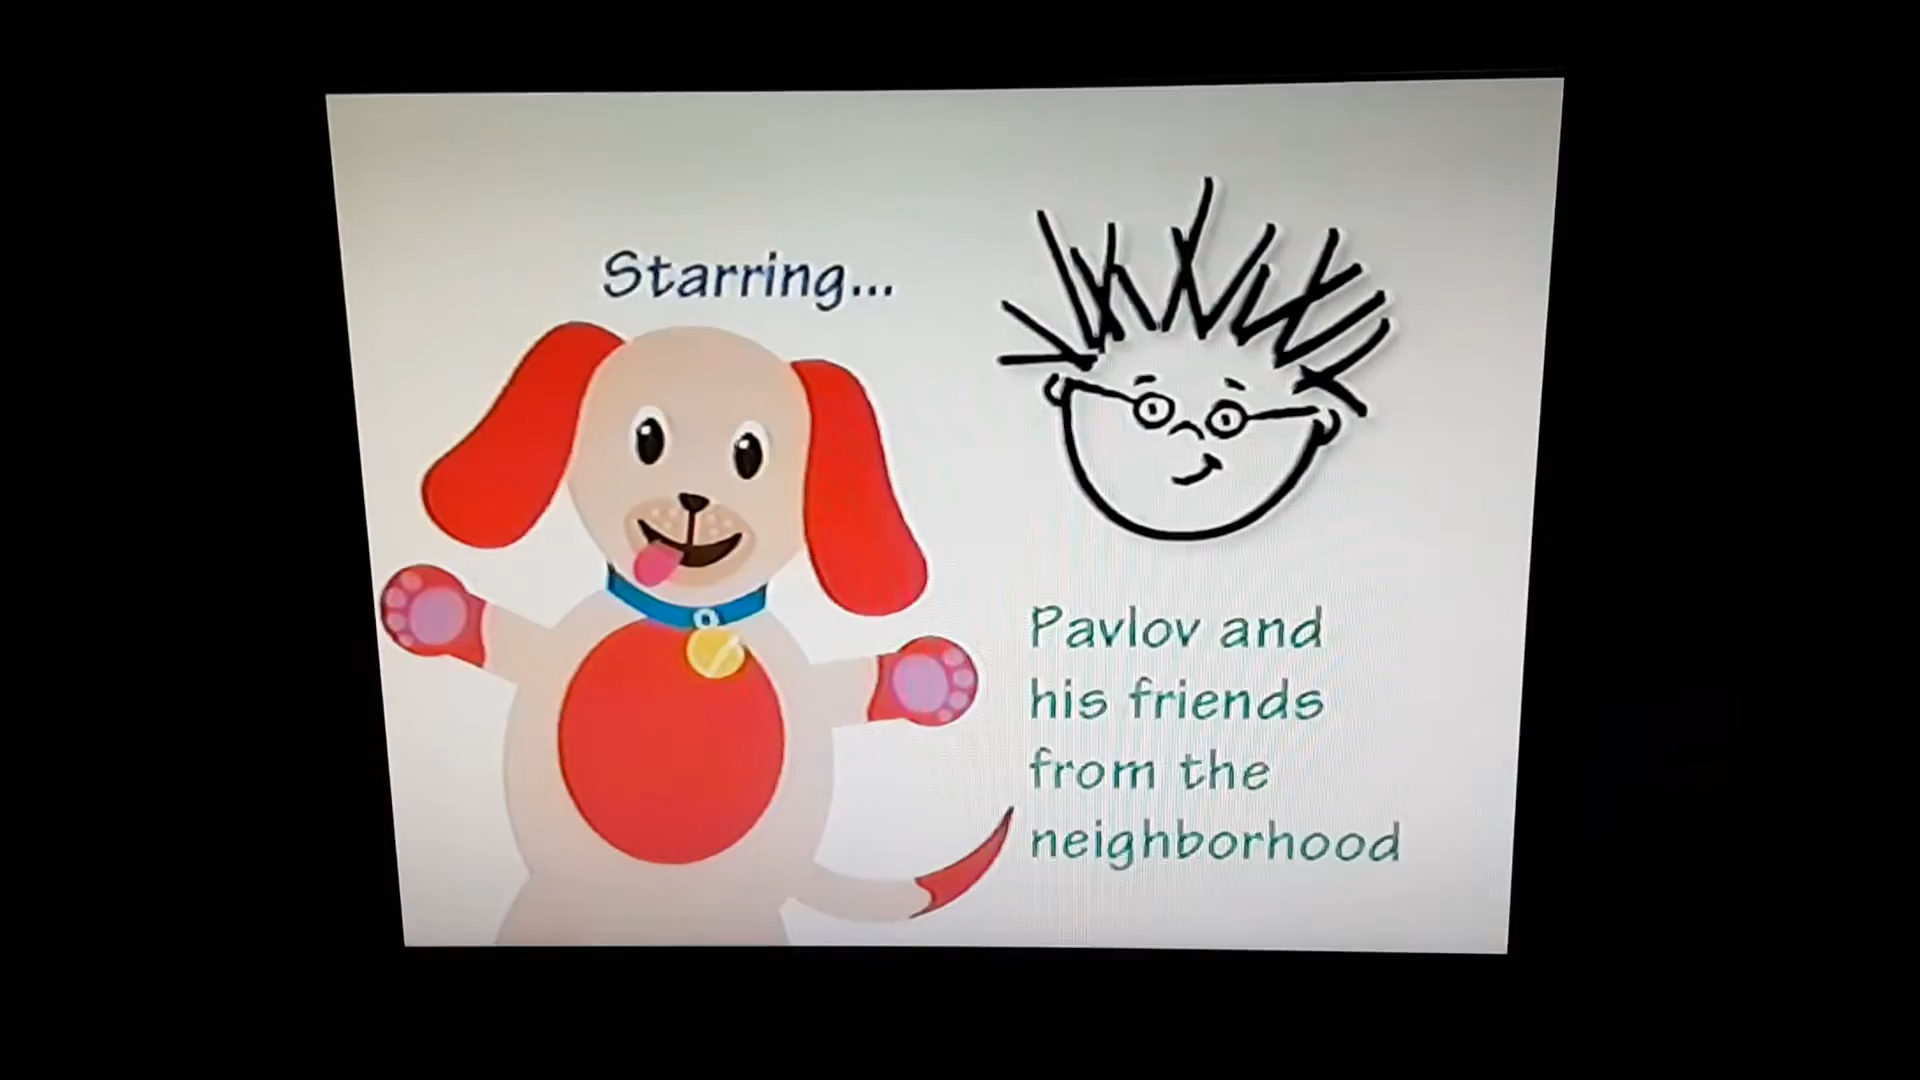 Starring...
Pavlov and
his friends
from the
neighborhood